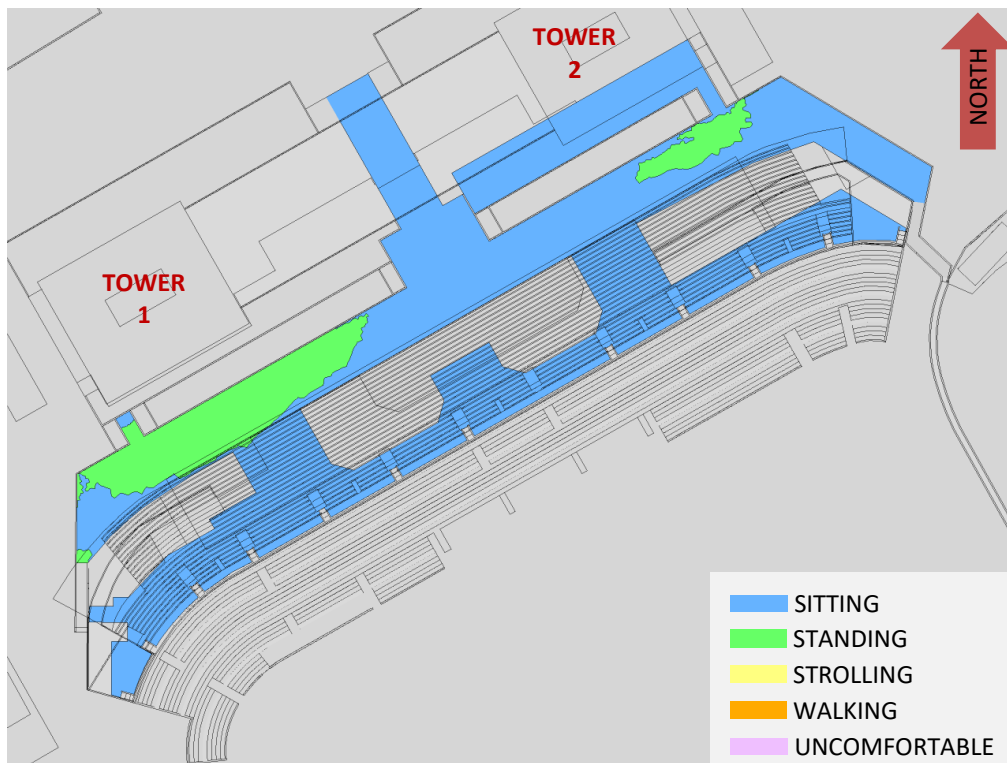 TOWER
2
NORTH
TOWER
1
SITTING
STANDING
STROLLING
WALKING
UNCOMFORTABLE